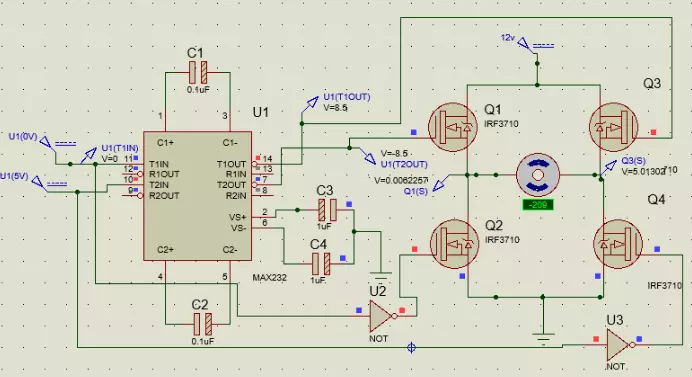 12v
C1
0.1uF
U1(T1OUT)
V=8.5
Q1
IRF3710
Q3
1
3
U1
U1(0V)
U1(T1IN)
V=0
C1+
C1-
11
T1IN
T1OUT
14
12
R1OUT
R1IN
13
U1(5V)
10
T2IN
T2OUT
7
9
R2OUT
R2IN
8
V=-8.5
U1(T2OUT)
V=0.0062257
Q1(S)
Q3(S)
V=5.01302
710
-209
VS+
2
VS-
6
C3
1uF
C4
1uF
C2+
C2-
MAX232
4
5
Q2
IRF3710
Q4
IRF3710
C2
0.1uF
U2
NOT
U3
NOT